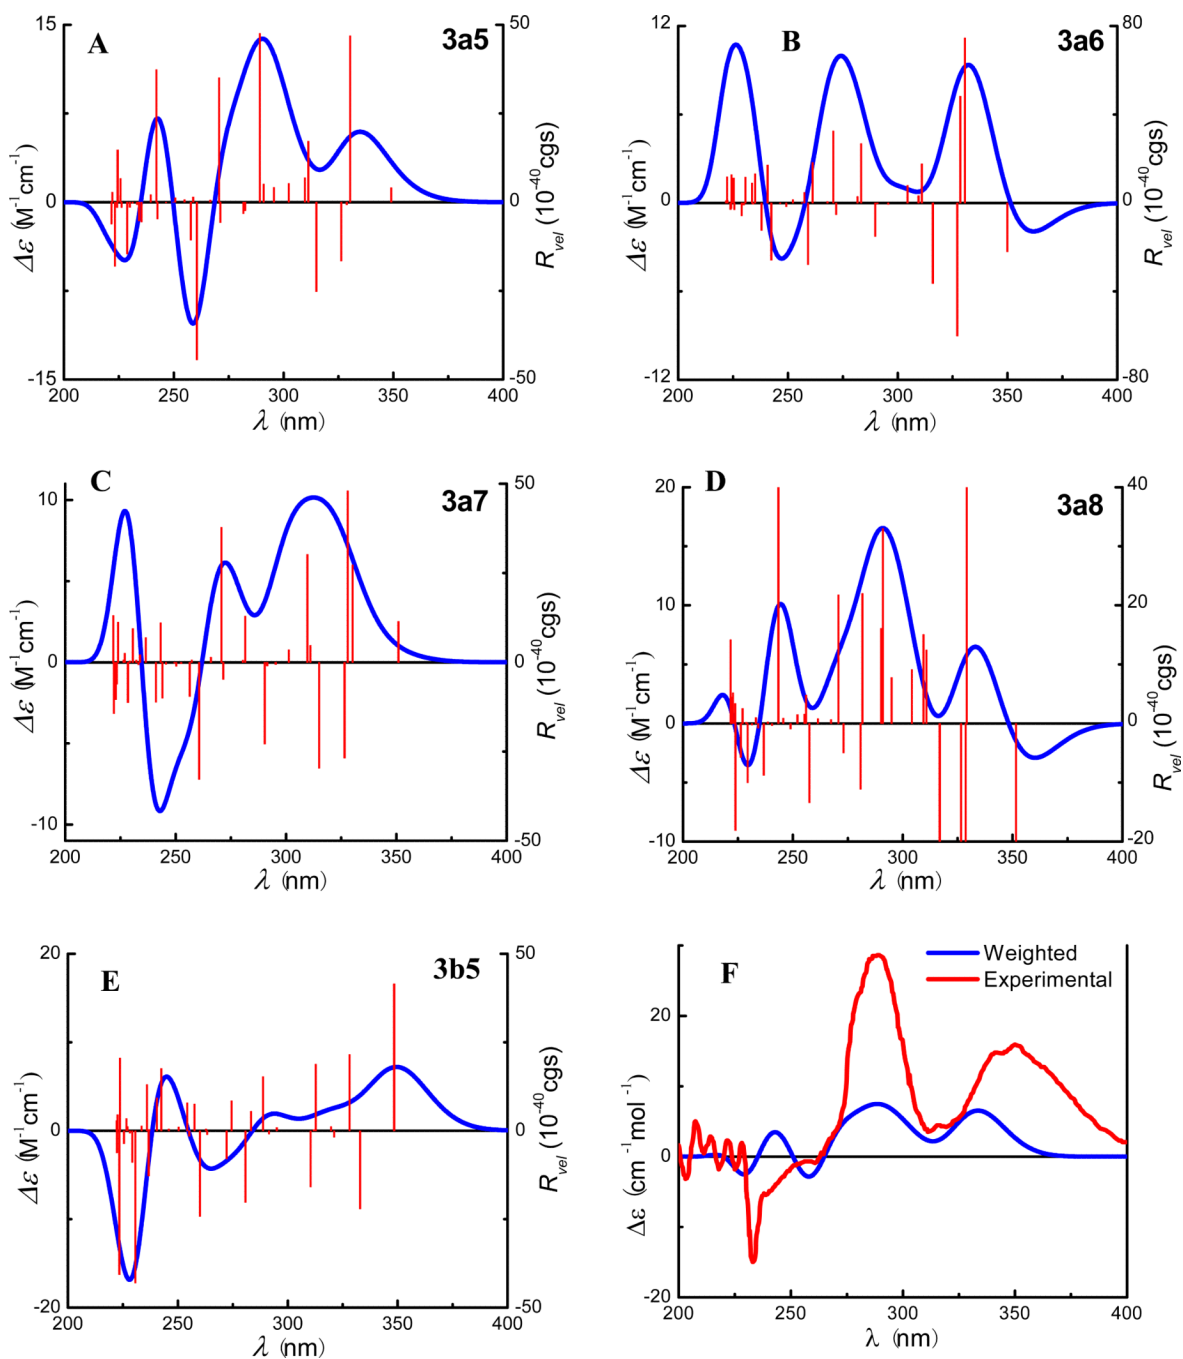 A
3a5
15
0
-15
50
0
-50
200
250
300
350
400
Δε (M⁻¹cm⁻¹)
R_vel (10⁻⁴⁰cgs)
λ (nm)
B
3a6
12
6
0
-6
-12
80
0
-80
200
250
300
350
400
Δε (M⁻¹cm⁻¹)
R_vel (10⁻⁴⁰cgs)
λ (nm)
C
3a7
10
0
-10
50
0
-50
200
250
300
350
400
Δε (M⁻¹cm⁻¹)
R_vel (10⁻⁴⁰cgs)
λ (nm)
D
3a8
20
10
0
-10
40
20
0
-20
200
250
300
350
400
Δε (M⁻¹cm⁻¹)
R_vel (10⁻⁴⁰cgs)
λ (nm)
E
3b5
20
0
-20
50
0
-50
200
250
300
350
400
Δε (M⁻¹cm⁻¹)
R_vel (10⁻⁴⁰cgs)
λ (nm)
F
Weighted
Experimental
20
0
-20
200
250
300
350
400
Δε (cm⁻¹mol⁻¹)
λ (nm)